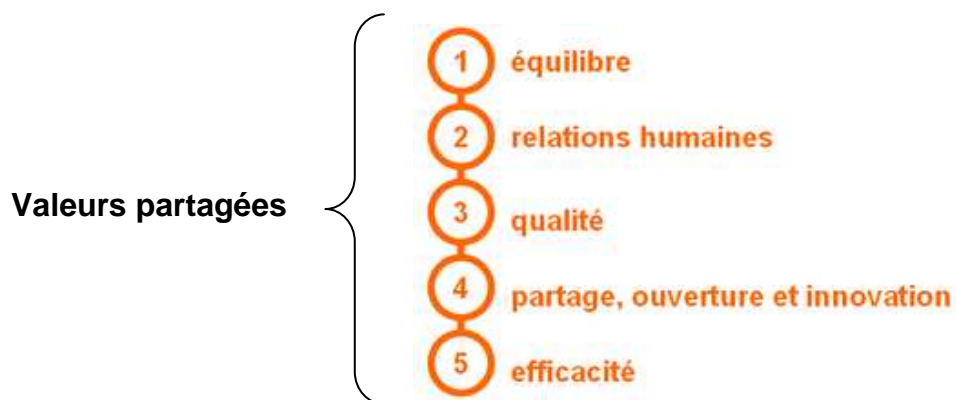 Valeurs partagées
1 équilibre
2 relations humaines
3 qualité
4 partage, ouverture et innovation
5 efficacité